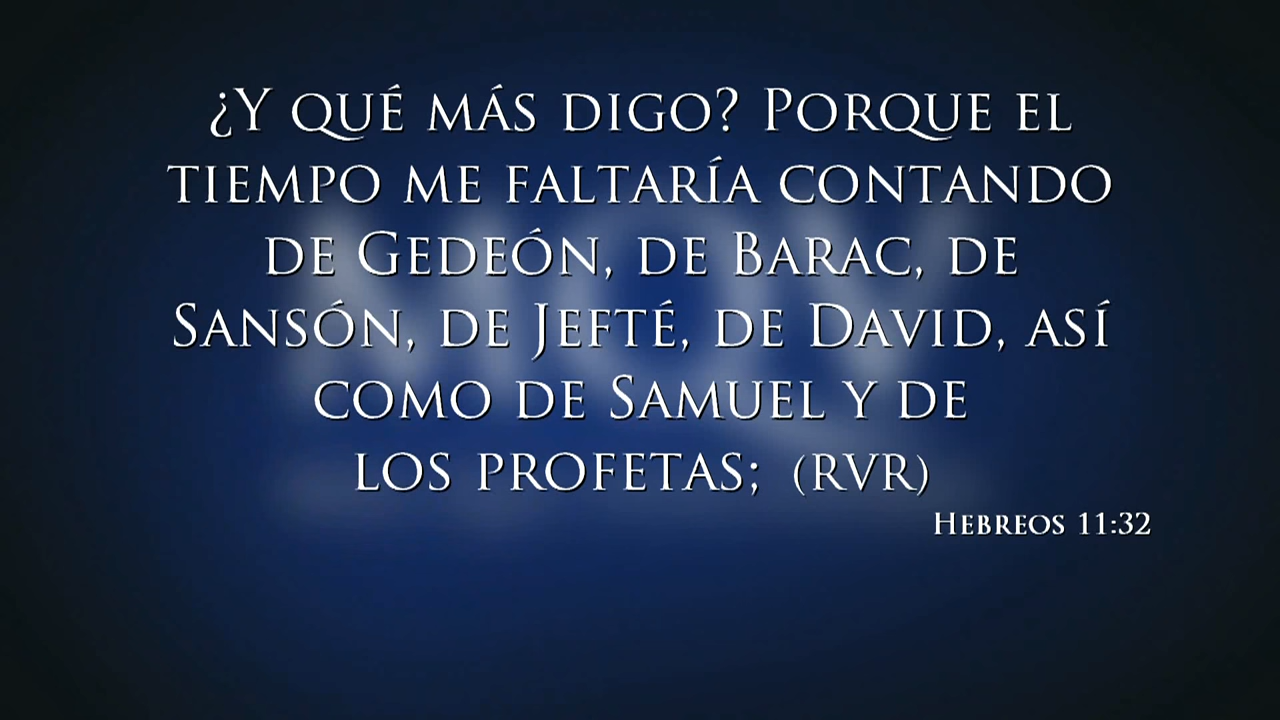 ¿Y qué más digo? Porque el
tiempo me faltaría contando
de Gedeón, de Barac, de
Sansón, de Jefté, de David, así
como de Samuel y de
los profetas; (RVR)
Hebreos 11:32